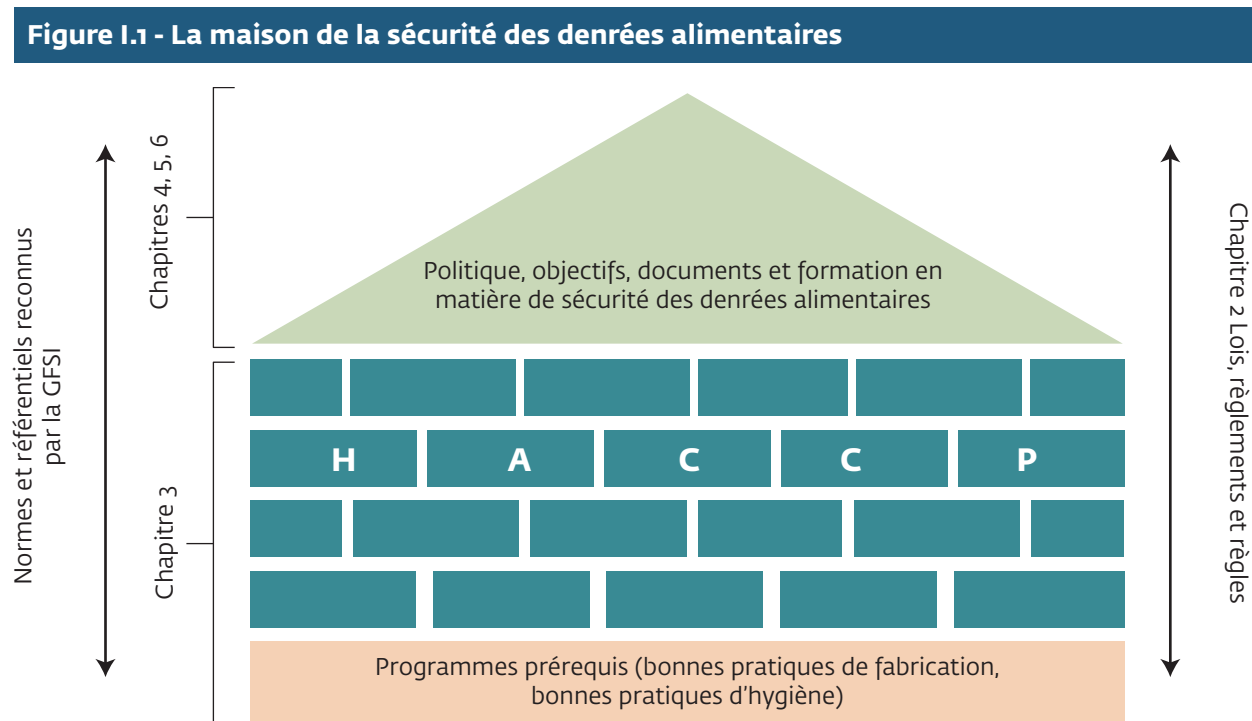 Figure I.1 - La maison de la sécurité des denrées alimentaires
Normes et référentiels reconnus
par la GFSI
Chapitres 4, 5, 6
Politique, objectifs, documents et formation en
matière de sécurité des denrées alimentaires
Chapitre 3
H A C C P
Programmes prérequis (bonnes pratiques de fabrication,
bonnes pratiques d'hygiène)
Chapitre 2 Lois, règlements et règles